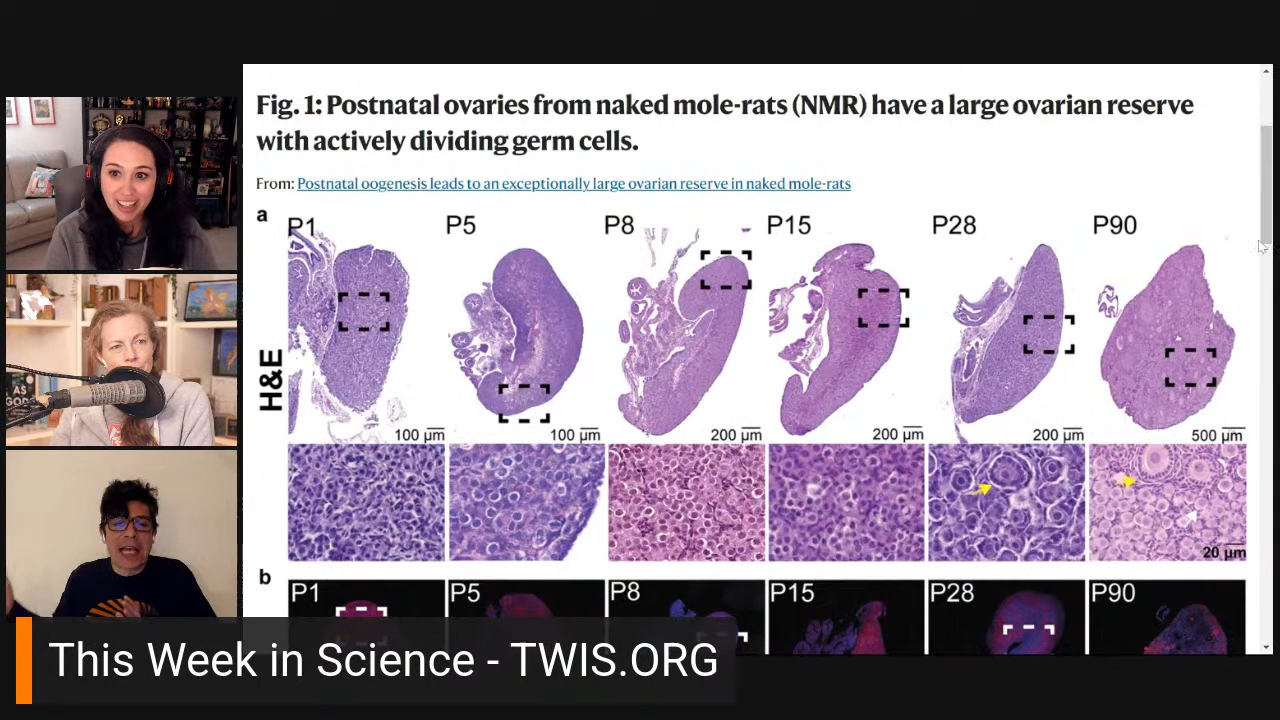 Fig. 1: Postnatal ovaries from naked mole-rats (NMR) have a large ovarian reserve
with actively dividing germ cells.
From: Postnatal oogenesis leads to an exceptionally large ovarian reserve in naked mole-rats
a
P1 P5 P8 P15 P28 P90
H&E
100 µm 100 µm 200 µm 200 µm 200 µm 500 µm
20 µm
b
P1 P5 P8 P15 P28 P90
This Week in Science - TWIS.ORG